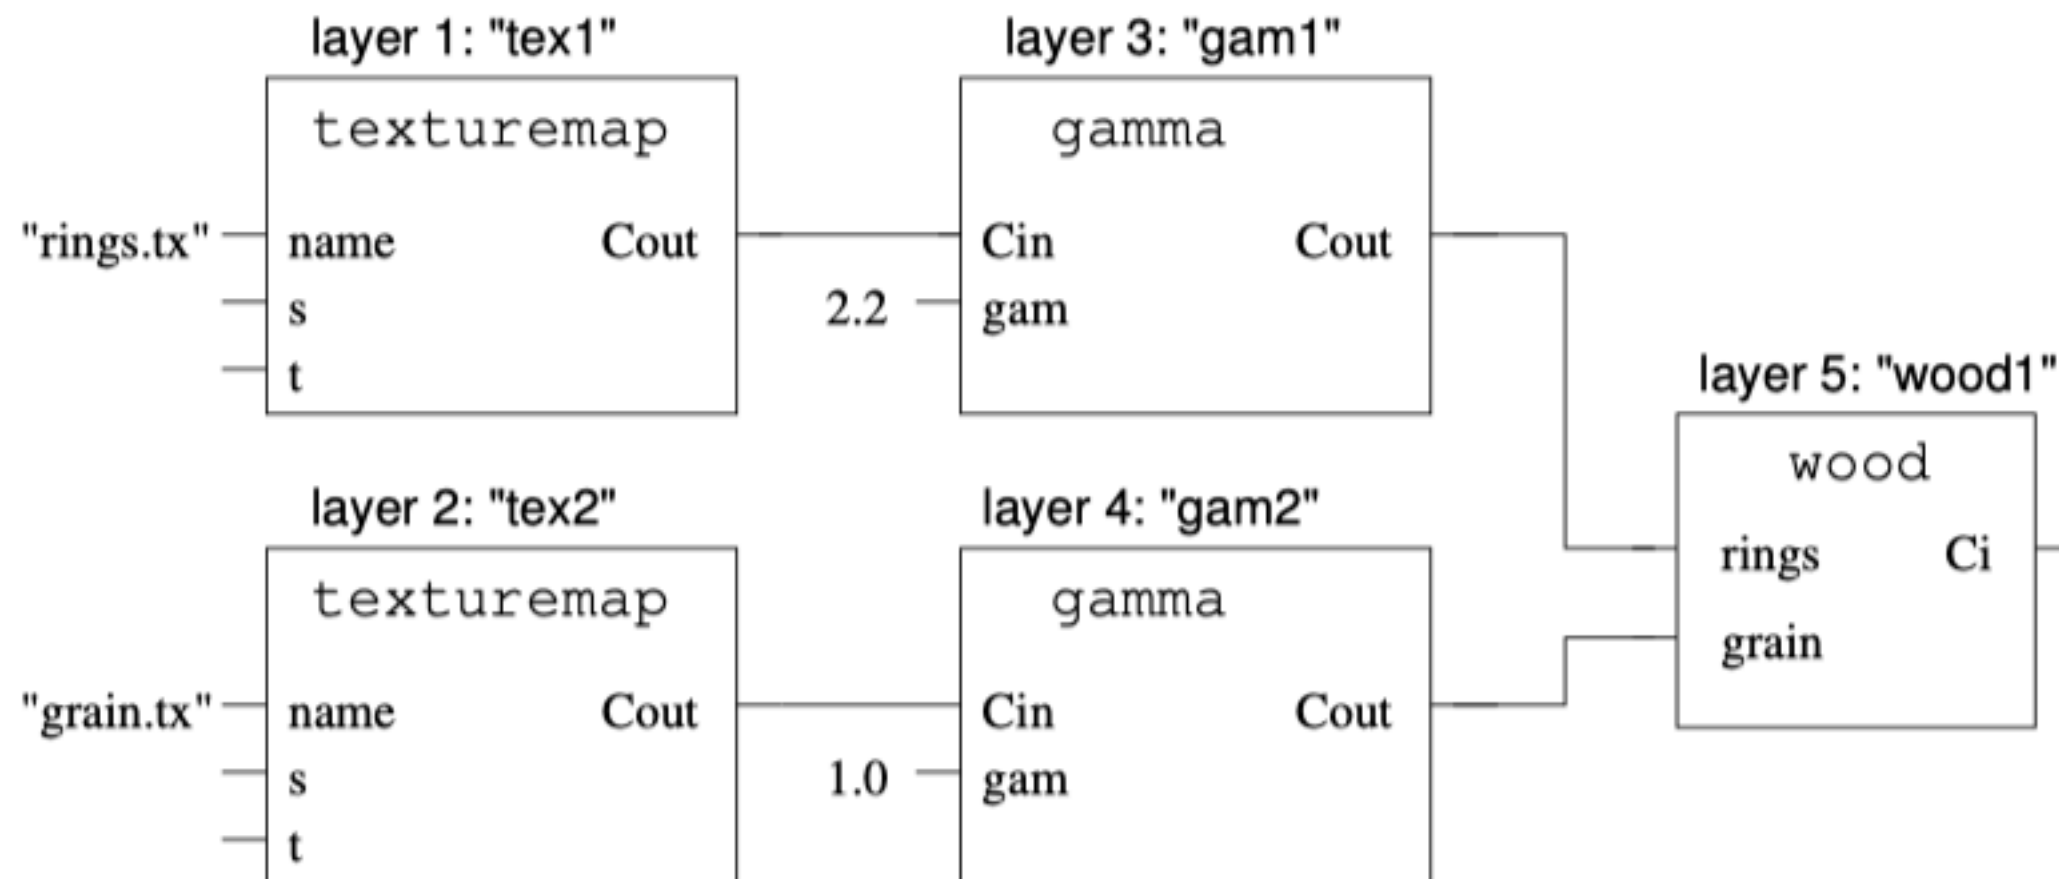 layer 1: "tex1"
texturemap
"rings.tx"
name
Cout
s
t
layer 3: "gam1"
gamma
Cin
Cout
2.2
gam
layer 2: "tex2"
texturemap
"grain.tx"
name
Cout
s
t
layer 4: "gam2"
gamma
Cin
Cout
1.0
gam
layer 5: "wood1"
wood
rings
Ci
grain